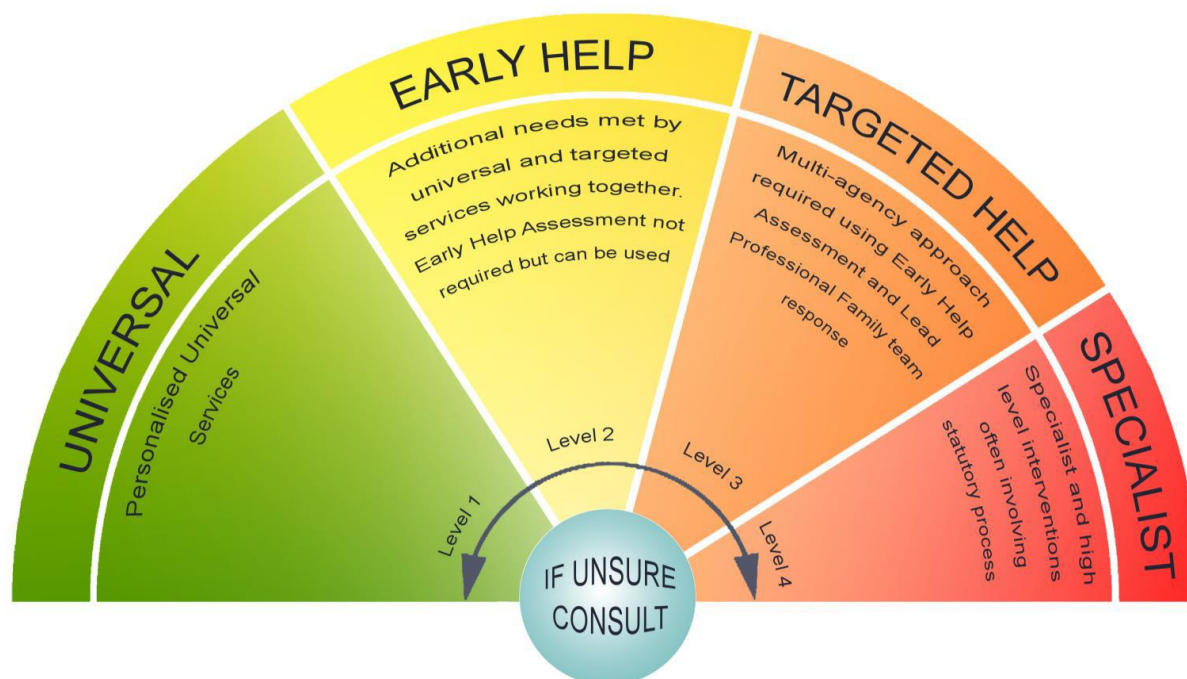 UNIVERSAL
Personalised Universal
Services
Level 1
EARLY HELP
Additional needs met by
universal and targeted
services working together.
Early Help Assessment not
required but can be used
Level 2
TARGETED HELP
Multi-agency approach
required using Early Help
Assessment and Lead
Professional Family team
response
Level 3
SPECIALIST
Specialist and high
level interventions
often involving
statutory process
Level 4
IF UNSURE
CONSULT